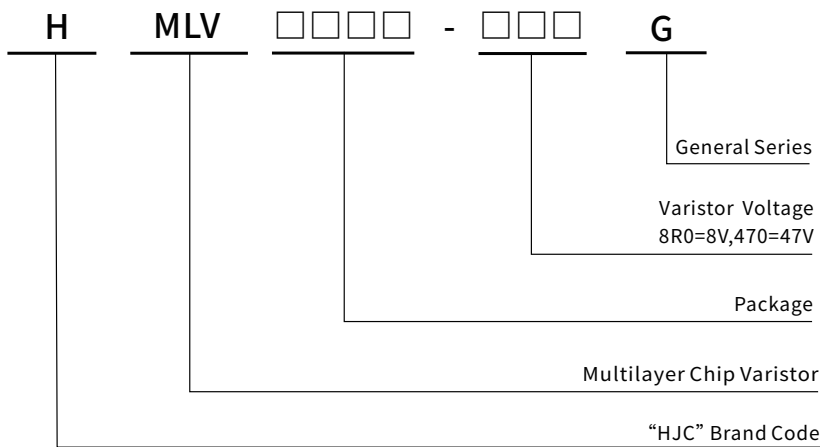 H MLV □□□□ - □□□ G
General Series
Varistor Voltage
8R0=8V,470=47V
Package
Multilayer Chip Varistor
“HJC” Brand Code